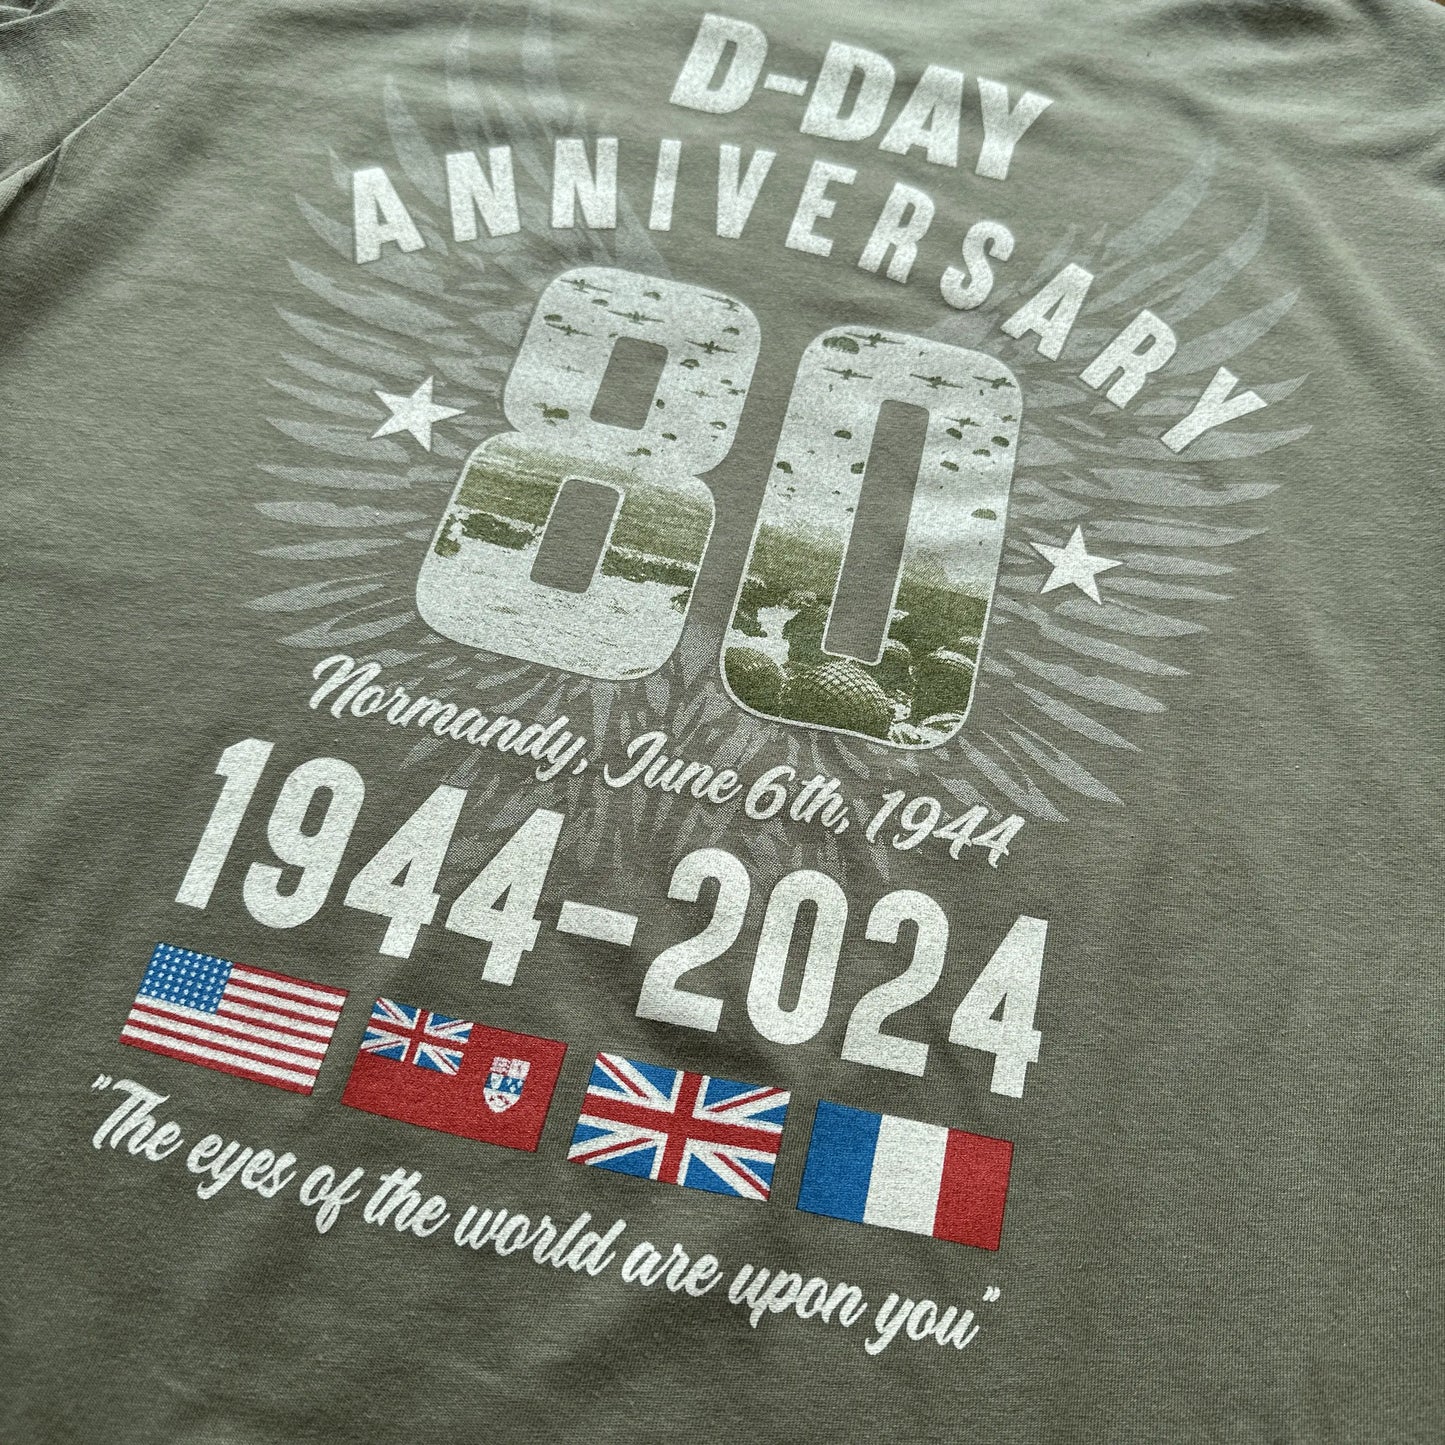 D-DAY
ANNIVERSARY
80
Normandy, June 6th, 1944
1944-2024
"The eyes of the world are upon you"